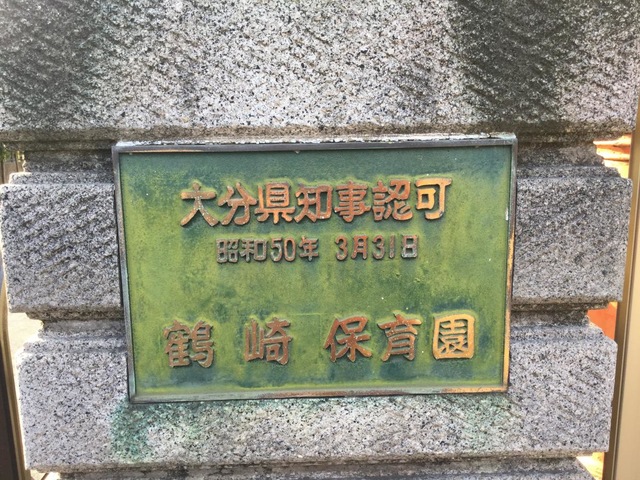 大分県知事認可
昭和50年 3月31日
鶴崎保育園